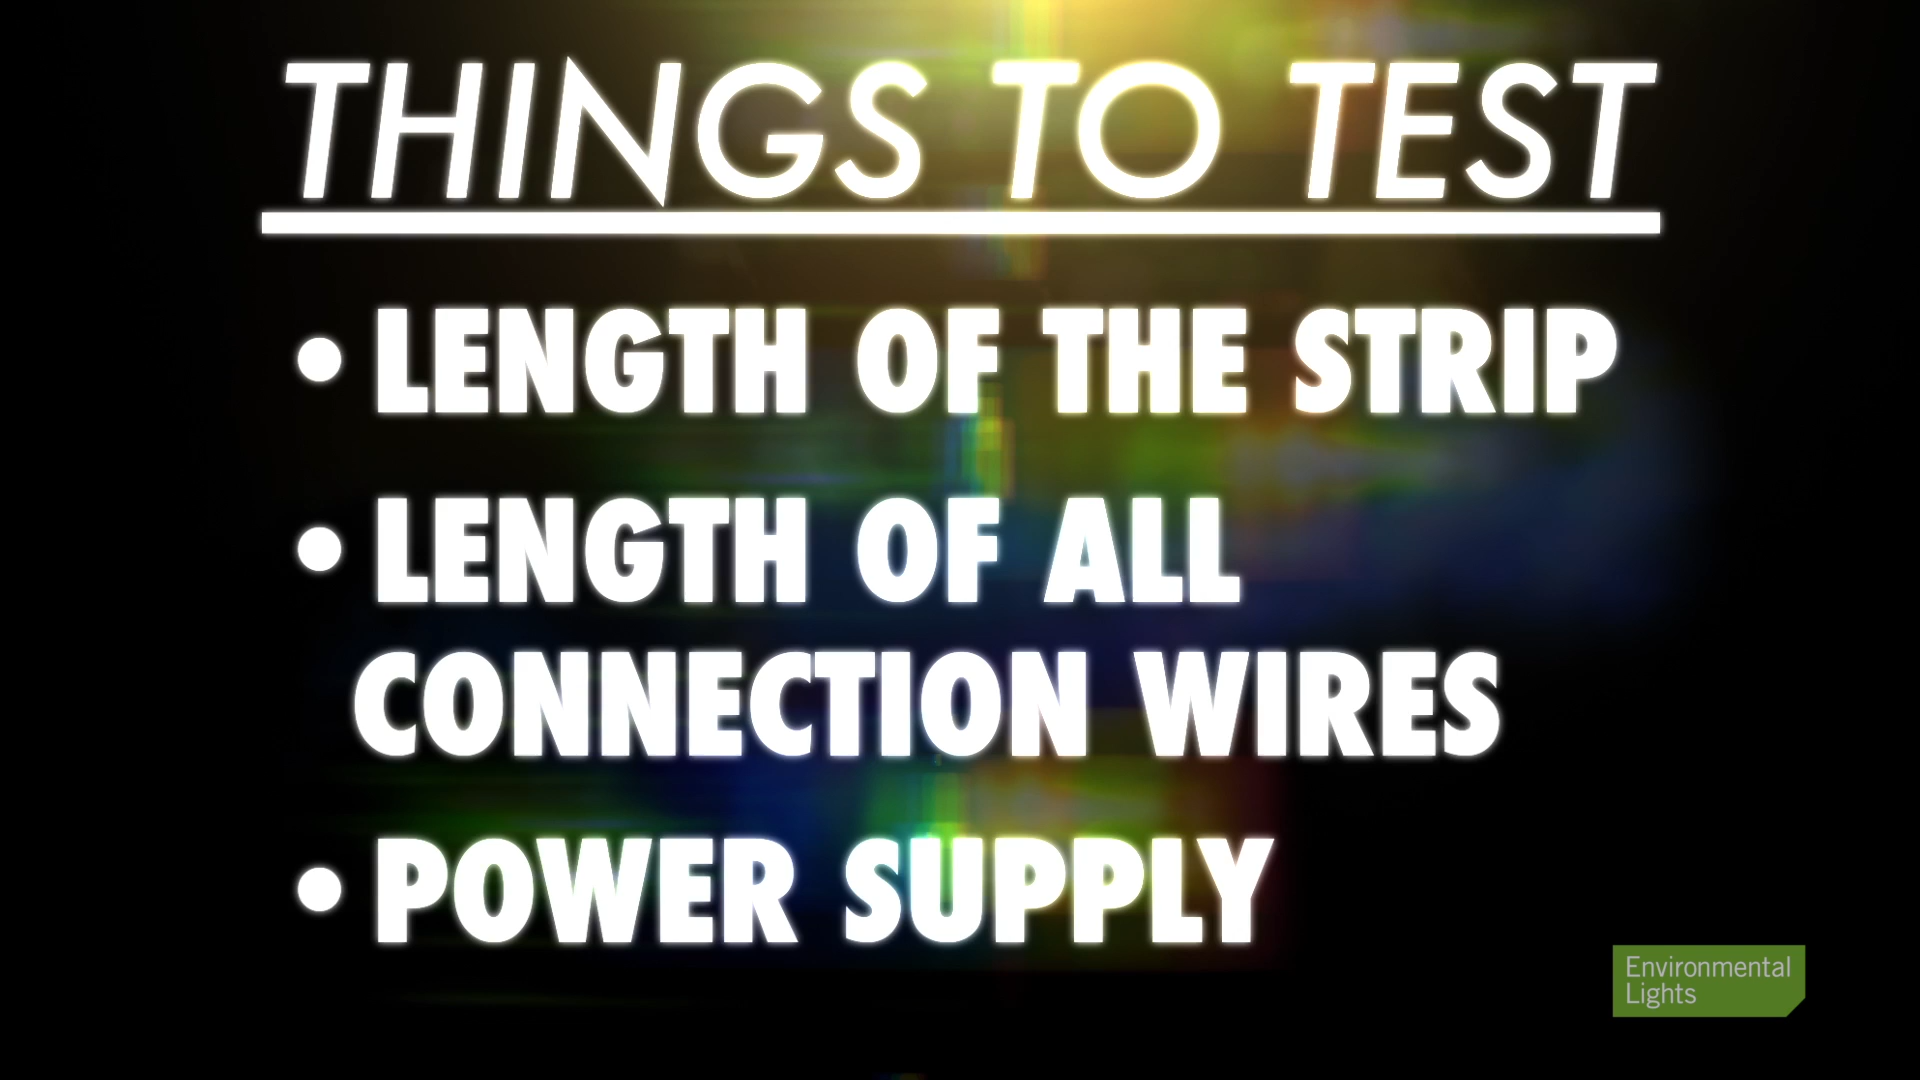 THINGS TO TEST
• LENGTH OF THE STRIP
• LENGTH OF ALL
CONNECTION WIRES
• POWER SUPPLY
Environmental
Lights